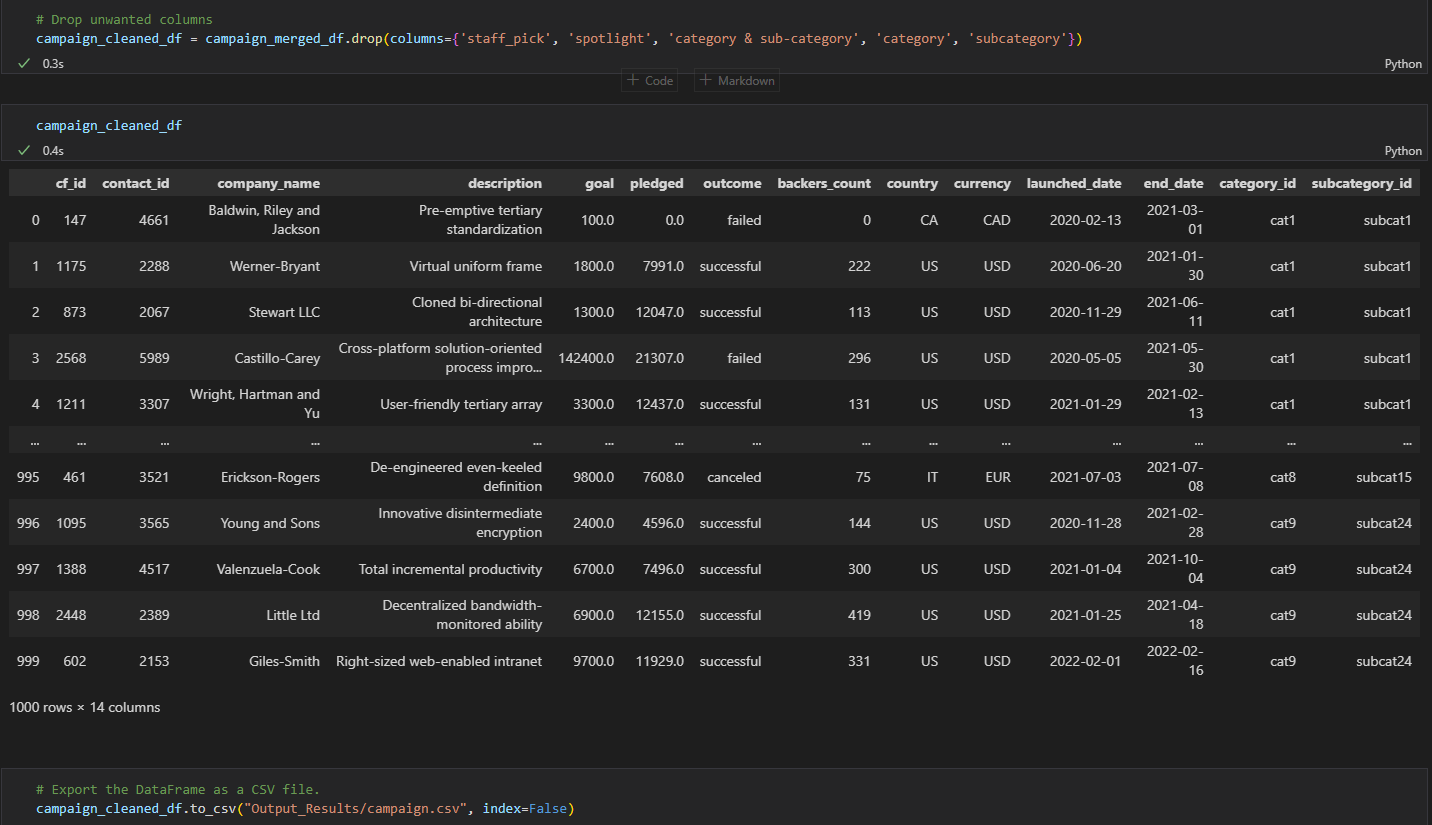 # Drop unwanted columns
campaign_cleaned_df = campaign_merged_df.drop(columns={'staff_pick', 'spotlight', 'category & sub-category', 'category', 'subcategory'})
0.3s Python
+ Code + Markdown
campaign_cleaned_df
0.4s Python
cf_id contact_id company_name description goal pledged outcome backers_count country currency launched_date end_date category_id subcategory_id
0 147 4661 Baldwin, Riley and Jackson Pre-emptive tertiary standardization 100.0 0.0 failed 0 CA CAD 2020-02-13 2021-03-01 cat1 subcat1
1 1175 2288 Werner-Bryant Virtual uniform frame 1800.0 7991.0 successful 222 US USD 2020-06-20 2021-01-30 cat1 subcat1
2 873 2067 Stewart LLC Cloned bi-directional architecture 1300.0 12047.0 successful 113 US USD 2020-11-29 2021-06-11 cat1 subcat1
3 2568 5989 Castillo-Carey Cross-platform solution-oriented process impro... 142400.0 21307.0 failed 296 US USD 2020-05-05 2021-05-30 cat1 subcat1
4 1211 3307 Wright, Hartman and Yu User-friendly tertiary array 3300.0 12437.0 successful 131 US USD 2021-01-29 2021-02-13 cat1 subcat1
... ... ... ... ... ... ... ... ... ... ... ... ... ... ...
995 461 3521 Erickson-Rogers De-engineered even-keeled definition 9800.0 7608.0 canceled 75 IT EUR 2021-07-03 2021-07-08 cat8 subcat15
996 1095 3565 Young and Sons Innovative disintermediate encryption 2400.0 4596.0 successful 144 US USD 2020-11-28 2021-02-28 cat9 subcat24
997 1388 4517 Valenzuela-Cook Total incremental productivity 6700.0 7496.0 successful 300 US USD 2021-01-04 2021-10-04 cat9 subcat24
998 2448 2389 Little Ltd Decentralized bandwidth-monitored ability 6900.0 12155.0 successful 419 US USD 2021-01-25 2021-04-18 cat9 subcat24
999 602 2153 Giles-Smith Right-sized web-enabled intranet 9700.0 11929.0 successful 331 US USD 2022-02-01 2022-02-16 cat9 subcat24
1000 rows × 14 columns
# Export the DataFrame as a CSV file.
campaign_cleaned_df.to_csv("Output_Results/campaign.csv", index=False)